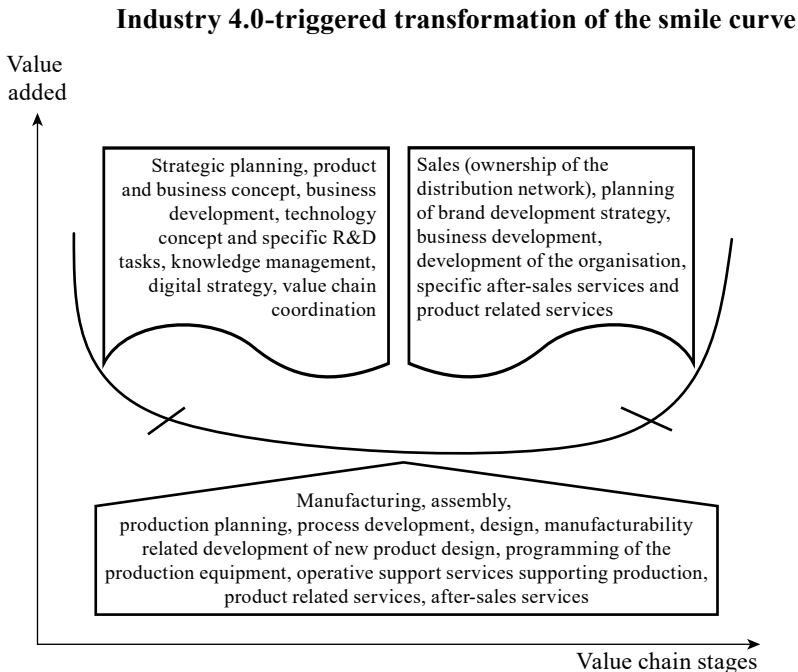 Industry 4.0-triggered transformation of the smile curve
Value
added
Strategic planning, product
and business concept, business
development, technology
concept and specific R&D
tasks, knowledge management,
digital strategy, value chain
coordination
Sales (ownership of the
distribution network), planning
of brand development strategy,
business development,
development of the organisation,
specific after-sales services and
product related services
Manufacturing, assembly,
production planning, process development, design, manufacturability
related development of new product design, programming of the
production equipment, operative support services supporting production,
product related services, after-sales services
Value chain stages